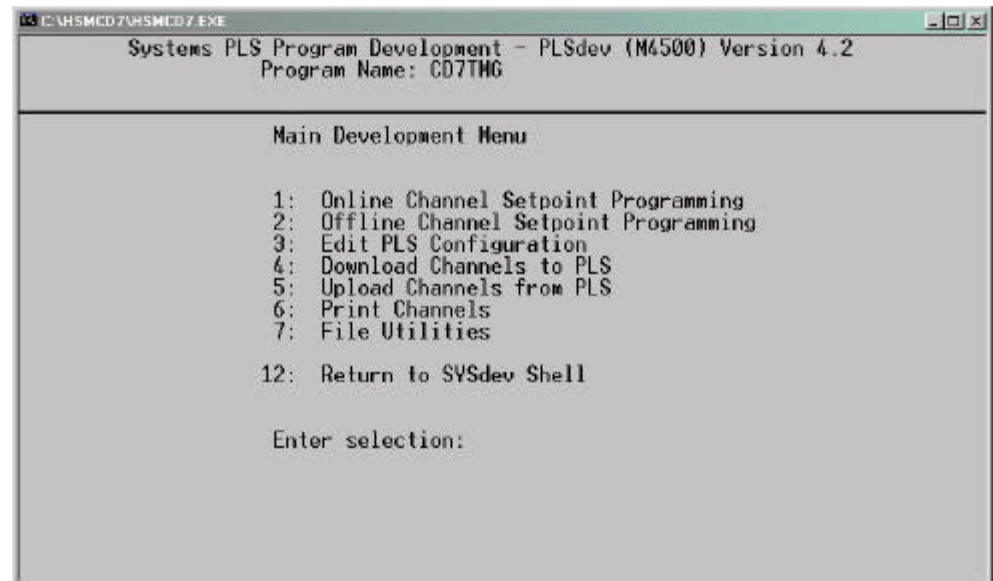 C:\HSMCD7\HSMCD7.EXE
Systems PLS Program Development - PLSdev (M4500) Version 4.2
Program Name: CD7TMG
Main Development Menu
1: Online Channel Setpoint Programming
2: Offline Channel Setpoint Programming
3: Edit PLS Configuration
4: Download Channels to PLS
5: Upload Channels from PLS
6: Print Channels
7: File Utilities
12: Return to SYSdev Shell
Enter selection: